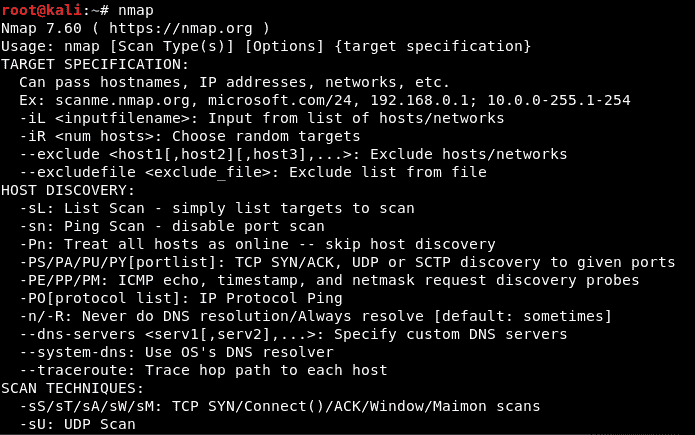 root@kali:~# nmap
Nmap 7.60 ( https://nmap.org )
Usage: nmap [Scan Type(s)] [Options] {target specification}
TARGET SPECIFICATION:
  Can pass hostnames, IP addresses, networks, etc.
  Ex: scanme.nmap.org, microsoft.com/24, 192.168.0.1; 10.0.0-255.1-254
  -iL <inputfilename>: Input from list of hosts/networks
  -iR <num hosts>: Choose random targets
  --exclude <host1[,host2][,host3],...>: Exclude hosts/networks
  --excludefile <exclude_file>: Exclude list from file
HOST DISCOVERY:
  -sL: List Scan - simply list targets to scan
  -sn: Ping Scan - disable port scan
  -Pn: Treat all hosts as online -- skip host discovery
  -PS/PA/PU/PY[portlist]: TCP SYN/ACK, UDP or SCTP discovery to given ports
  -PE/PP/PM: ICMP echo, timestamp, and netmask request discovery probes
  -PO[protocol list]: IP Protocol Ping
  -n/-R: Never do DNS resolution/Always resolve [default: sometimes]
  --dns-servers <serv1[,serv2],...>: Specify custom DNS servers
  --system-dns: Use OS's DNS resolver
  --traceroute: Trace hop path to each host
SCAN TECHNIQUES:
  -sS/sT/sA/sW/sM: TCP SYN/Connect()/ACK/Window/Maimon scans
  -sU: UDP Scan